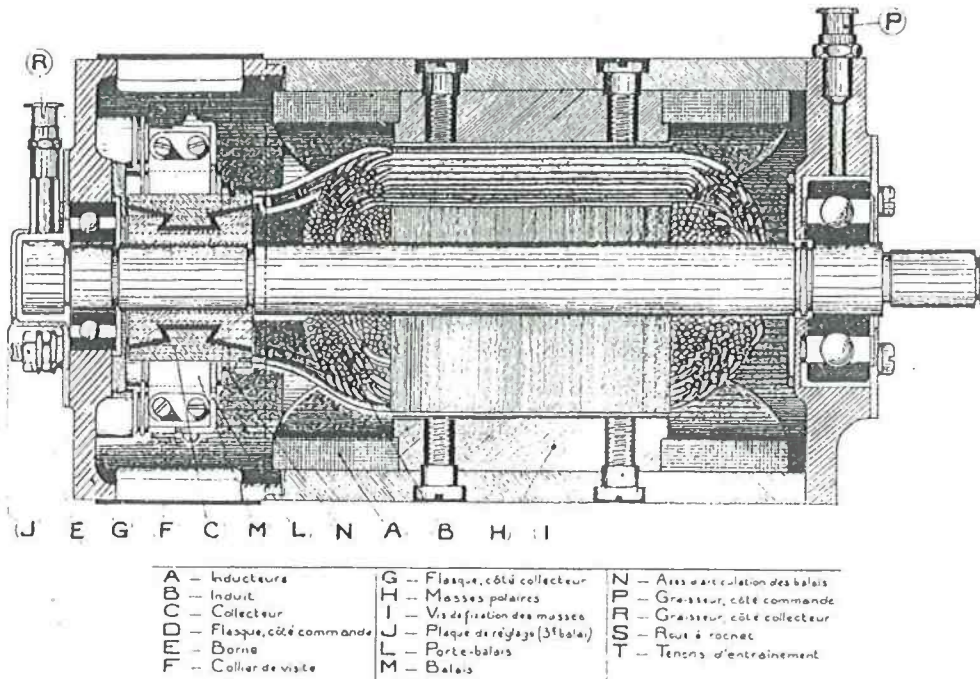 R
P
J E G F C M L N A B H I
A — Inducteurs
B — Induit
C — Collecteur
D — Flasque, côté commande
E — Borne
F — Collier de visite
G — Flasque, côté collecteur
H — Masses polaires
I — Vis de fixation des masses
J — Plaque de réglage (3e balai)
L — Porte-balais
M — Balais
N — Axes d'articulation des balais
P — Graisseur, côté commande
R — Graisseur, côté collecteur
S — Roue à rochet
T — Tenons d'entrainement